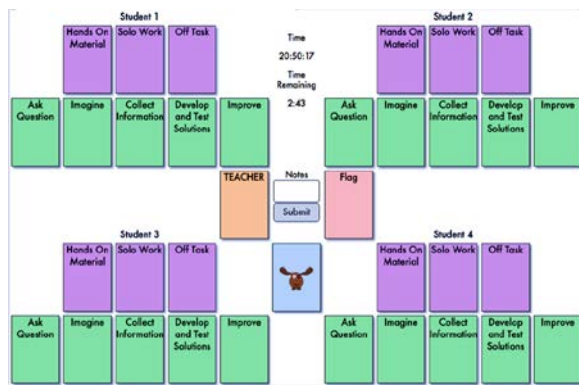 Student 1
Hands On
Material
Solo Work
Off Task
Ask
Question
Imagine
Collect
Information
Develop
and Test
Solutions
Improve
Time
20:50:17
Time
Remaining
2:43
Student 2
Hands On
Material
Solo Work
Off Task
Ask
Question
Imagine
Collect
Information
Develop
and Test
Solutions
Improve
TEACHER
Notes
Submit
Flag
Student 3
Hands On
Material
Solo Work
Off Task
Ask
Question
Imagine
Collect
Information
Develop
and Test
Solutions
Improve
Student 4
Hands On
Material
Solo Work
Off Task
Ask
Question
Imagine
Collect
Information
Develop
and Test
Solutions
Improve